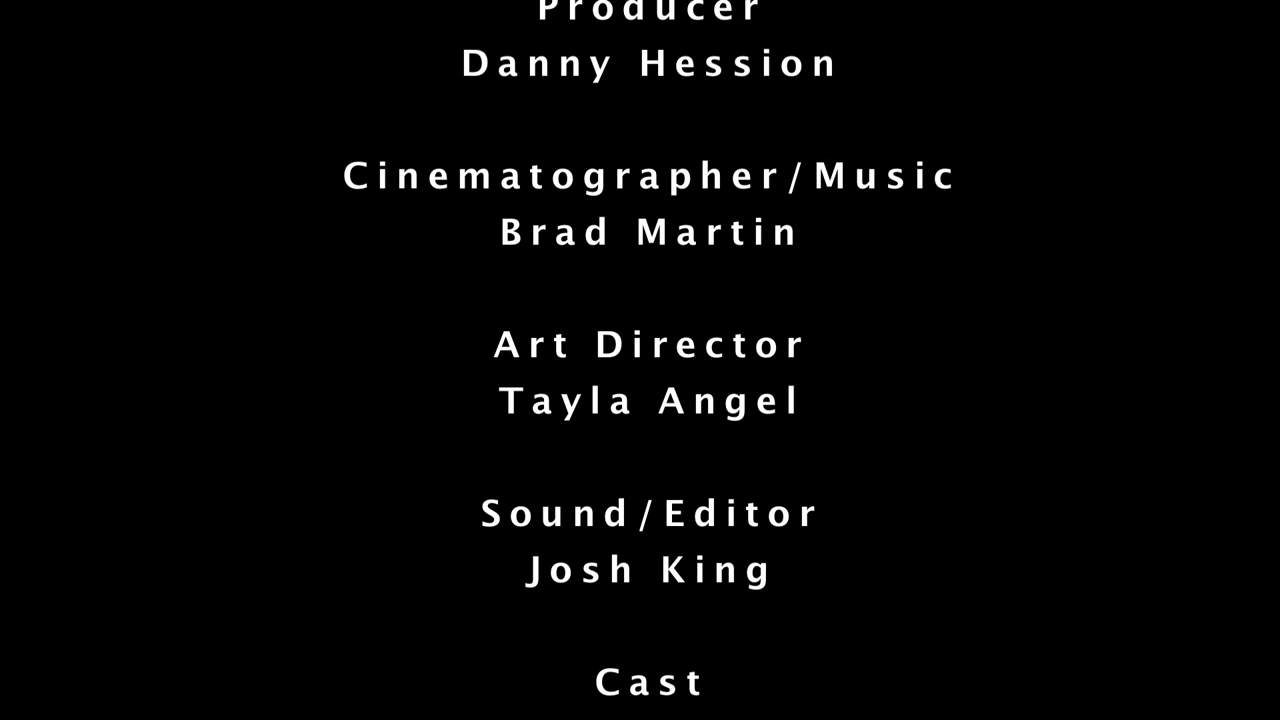 Producer
Danny Hession
Cinematographer/Music
Brad Martin
Art Director
Tayla Angel
Sound/Editor
Josh King
Cast